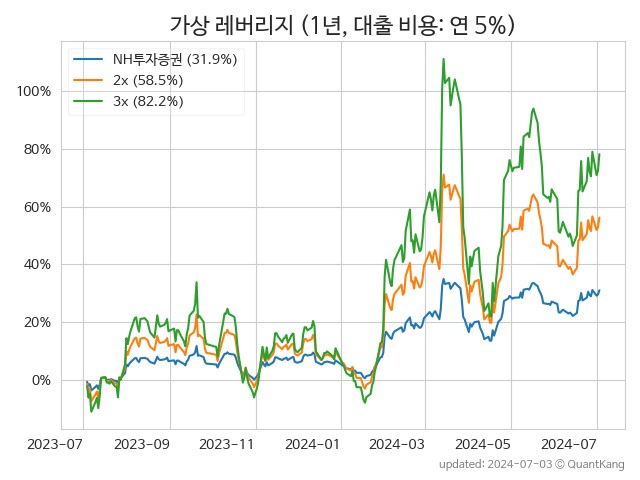 가상 레버리지 (1년, 대출 비용: 연 5%)
NH투자증권 (31.9%)
2x (58.5%)
3x (82.2%)
100%
80%
60%
40%
20%
0%
2023-07 2023-09 2023-11 2024-01 2024-03 2024-05 2024-07
updated: 2024-07-03 © QuantKang